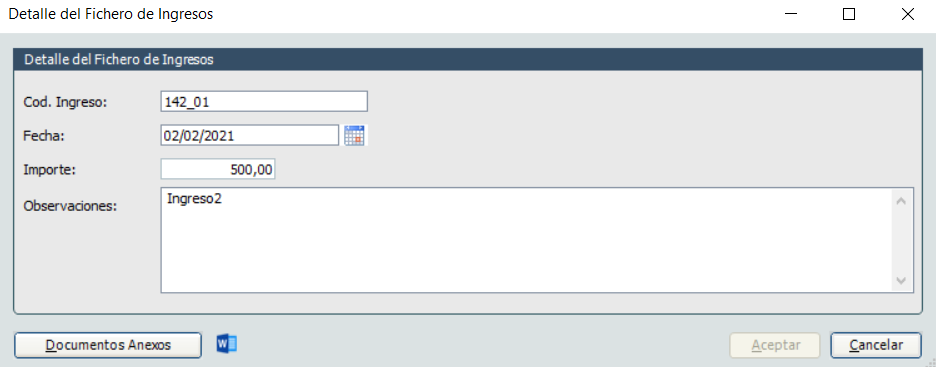 Detalle del Fichero de Ingresos
Detalle del Fichero de Ingresos
Cod. Ingreso: 142_01
Fecha: 02/02/2021
Importe: 500,00
Observaciones: Ingreso2
Documentos Anexos W Aceptar Cancelar